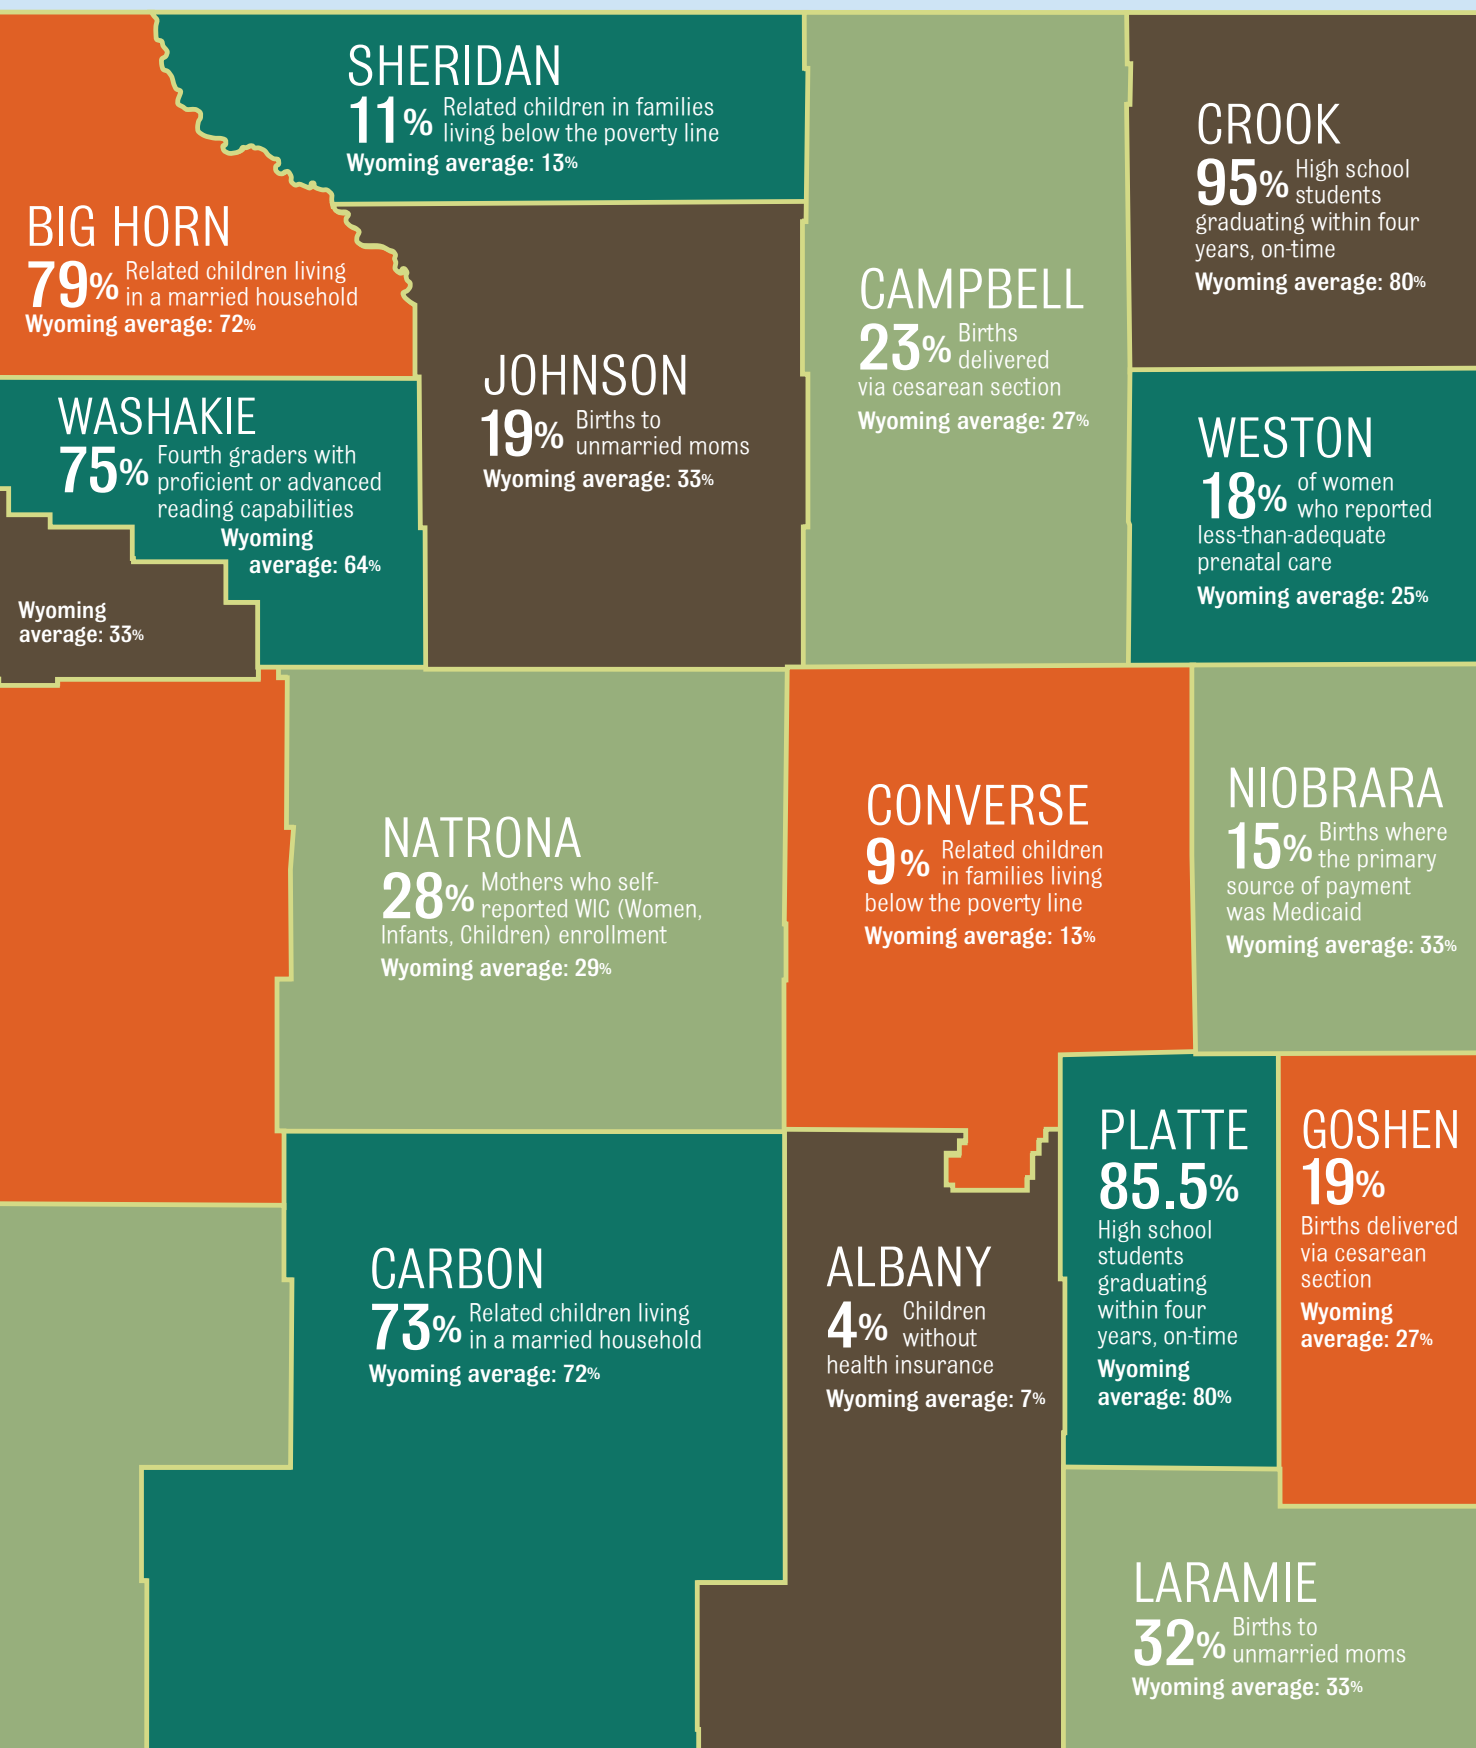 SHERIDAN
11% Related children in families
living below the poverty line
Wyoming average: 13%
BIG HORN
79% Related children living
in a married household
Wyoming average: 72%
CROOK
95% High school
students
graduating within four
years, on-time
Wyoming average: 80%
CAMPBELL
23% Births
delivered
via cesarean section
Wyoming average: 27%
JOHNSON
19% Births to
unmarried moms
Wyoming average: 33%
WASHAKIE
75% Fourth graders with
proficient or advanced
reading capabilities
Wyoming
average: 64%
WESTON
18% of women
who reported
less-than-adequate
prenatal care
Wyoming average: 25%
Wyoming
average: 33%
NATRONA
28% Mothers who self-
reported WIC (Women,
Infants, Children) enrollment
Wyoming average: 29%
CONVERSE
9% Related children
in families living
below the poverty line
Wyoming average: 13%
NIOBRARA
15% Births where
the primary
source of payment
was Medicaid
Wyoming average: 33%
CARBON
73% Related children living
in a married household
Wyoming average: 72%
ALBANY
4% Children
without
health insurance
Wyoming average: 7%
PLATTE
85.5%
High school
students
graduating
within four
years, on-time
Wyoming
average: 80%
GOSHEN
19%
Births delivered
via cesarean
section
Wyoming
average: 27%
LARAMIE
32% Births to
unmarried moms
Wyoming average: 33%